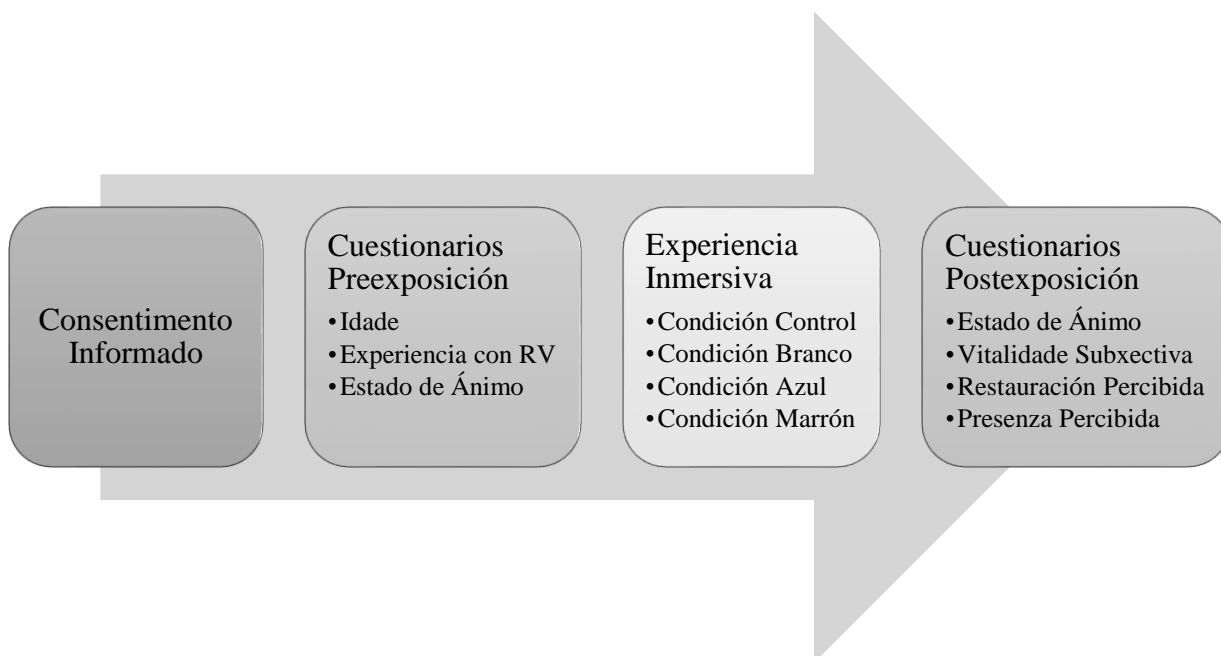 Consentimento
Informado
Cuestionarios
Preexposición
•Idade
•Experiencia con RV
•Estado de Ánimo
Experiencia
Inmersiva
•Condición Control
•Condición Branco
•Condición Azul
•Condición Marrón
Cuestionarios
Postexposición
•Estado de Ánimo
•Vitalidade Subxectiva
•Restauración Percibida
•Presenza Percibida